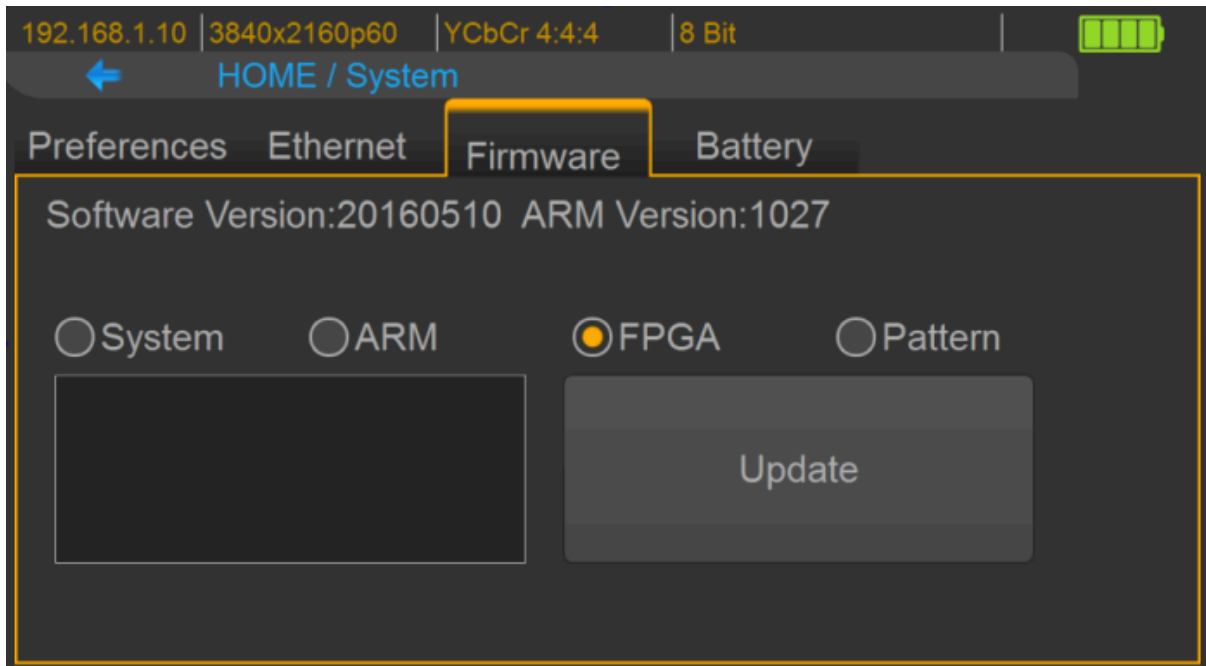 192.168.1.10 3840x2160p60 YCbCr 4:4:4 8 Bit
HOME / System
Preferences Ethernet Firmware Battery
Software Version:20160510 ARM Version:1027
System ARM FPGA Pattern
Update